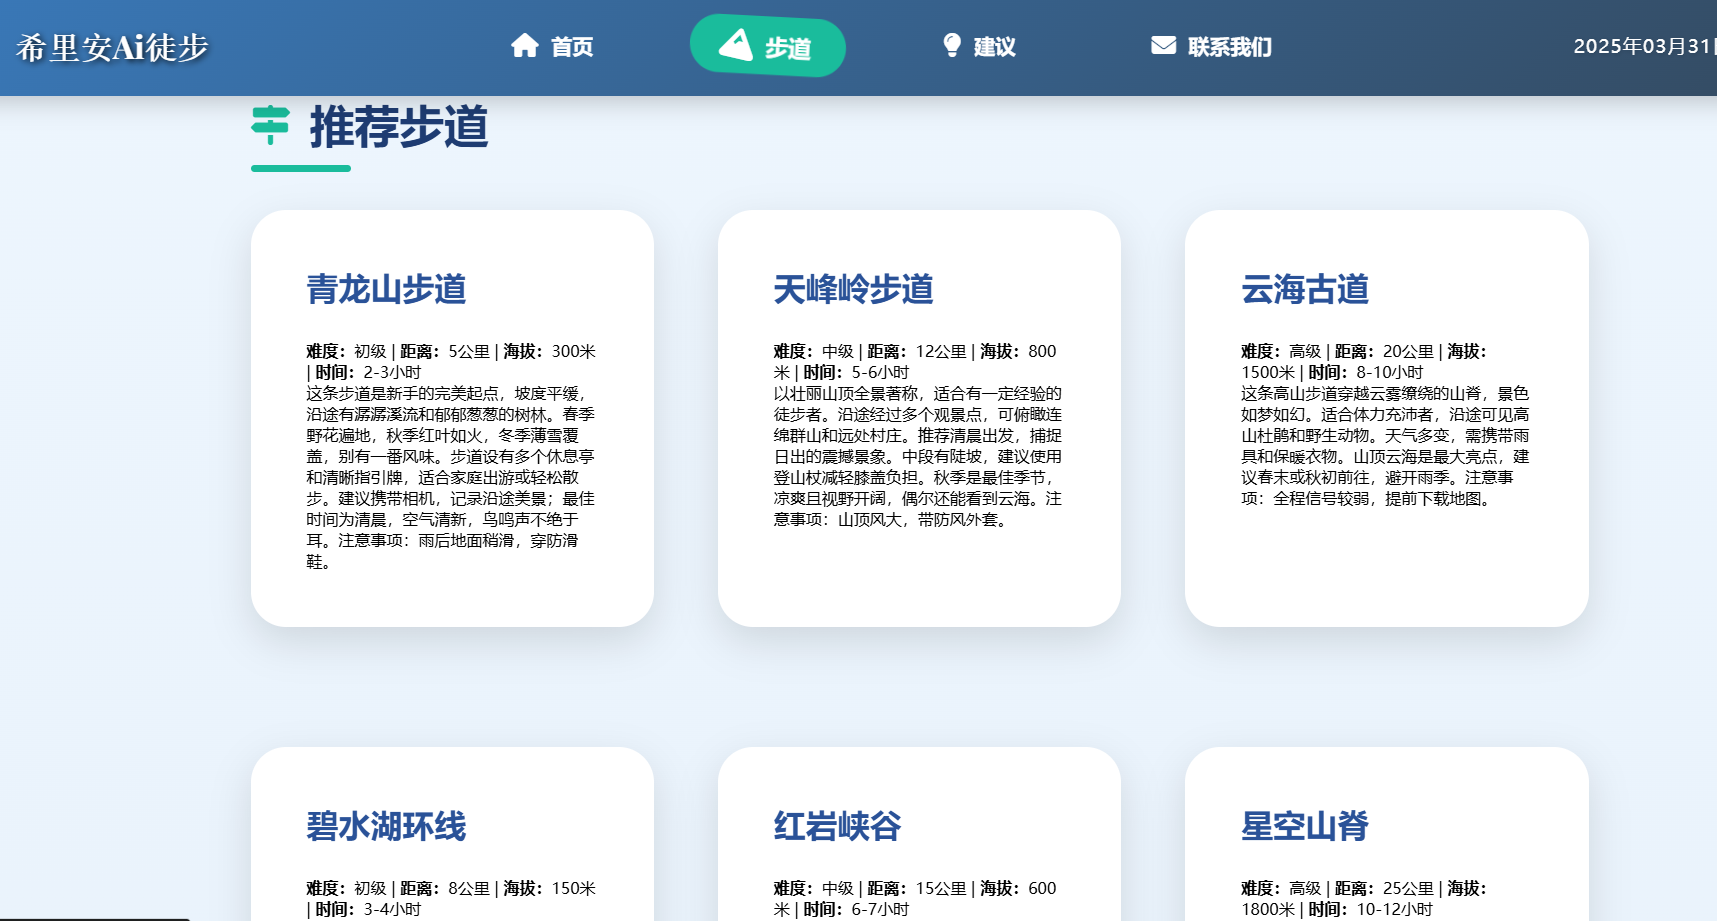 希里安Ai徒步
首页
步道
建议
联系我们
2025年03月31
推荐步道
青龙山步道
难度：初级 | 距离：5公里 | 海拔：300米
| 时间：2-3小时
这条步道是新手的完美起点，坡度平缓，
沿途有潺潺溪流和郁郁葱葱的树林。春季
野花遍地，秋季红叶如火，冬季薄雪覆
盖，别有一番风味。步道设有多个休息亭
和清晰指引牌，适合家庭出游或轻松散
步。建议携带相机，记录沿途美景；最佳
时间为清晨，空气清新，鸟鸣声不绝于
耳。注意事项：雨后地面稍滑，穿防滑
鞋。
天峰岭步道
难度：中级 | 距离：12公里 | 海拔：800
米 | 时间：5-6小时
以壮丽山顶全景著称，适合有一定经验的
徒步者。沿途经过多个观景点，可俯瞰连
绵群山和远处村庄。推荐清晨出发，捕捉
日出的震撼景象。中段有陡坡，建议使用
登山杖减轻膝盖负担。秋季是最佳季节，
凉爽且视野开阔，偶尔还能看到云海。注
意事项：山顶风大，带防风外套。
云海古道
难度：高级 | 距离：20公里 | 海拔：
1500米 | 时间：8-10小时
这条高山步道穿越云雾缭绕的山脊，景色
如梦如幻。适合体力充沛者，沿途可见高
山杜鹃和野生动物。天气多变，需携带雨
具和保暖衣物。山顶云海是最大亮点，建
议春末或秋初前往，避开雨季。注意事
项：全程信号较弱，提前下载地图。
碧水湖环线
难度：初级 | 距离：8公里 | 海拔：150米
| 时间：3-4小时
红岩峡谷
难度：中级 | 距离：15公里 | 海拔：600
米 | 时间：6-7小时
星空山脊
难度：高级 | 距离：25公里 | 海拔：
1800米 | 时间：10-12小时